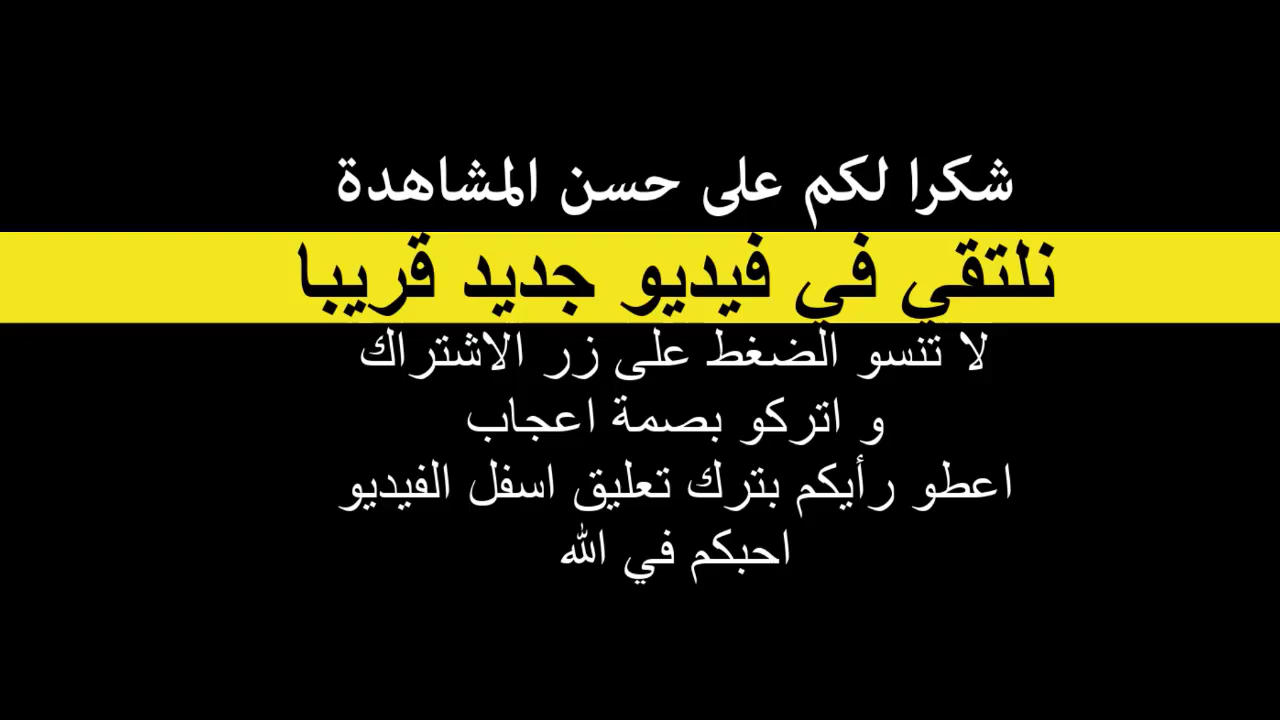 شكرا لكم على حسن المشاهدة
نلتقي في فيديو جديد قريبا
لا تنسو الضغط على زر الاشتراك
و اتركو بصمة اعجاب
اعطو رأيكم بترك تعليق اسفل الفيديو
احبكم في الله